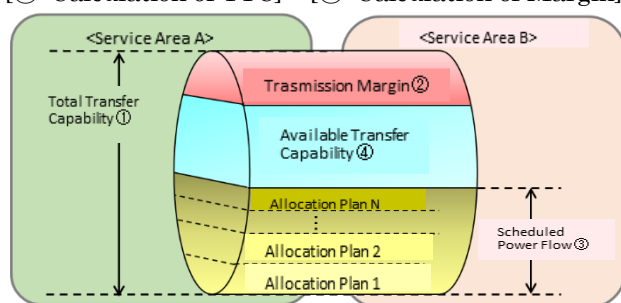 [① Calculation of TTC] [② Calculation of Margin]
<Service Area A>
<Service Area B>
Total Transfer
Capability①
Trasmission Margin②
Available Transfer
Capability④
Allocation Plan N
Allocation Plan 2
Allocation Plan 1
Scheduled
Power Flow③